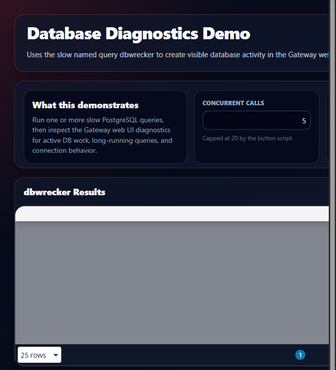 Database Diagnostics Demo
Uses the slow named query dbwrecker to create visible database activity in the Gateway we
What this demonstrates
Run one or more slow PostgreSQL queries,
then inspect the Gateway web UI diagnostics
for active DB work, long-running queries, and
connection behavior.
CONCURRENT CALLS
5
Capped at 20 by the button script.
dbwrecker Results
25 rows
1